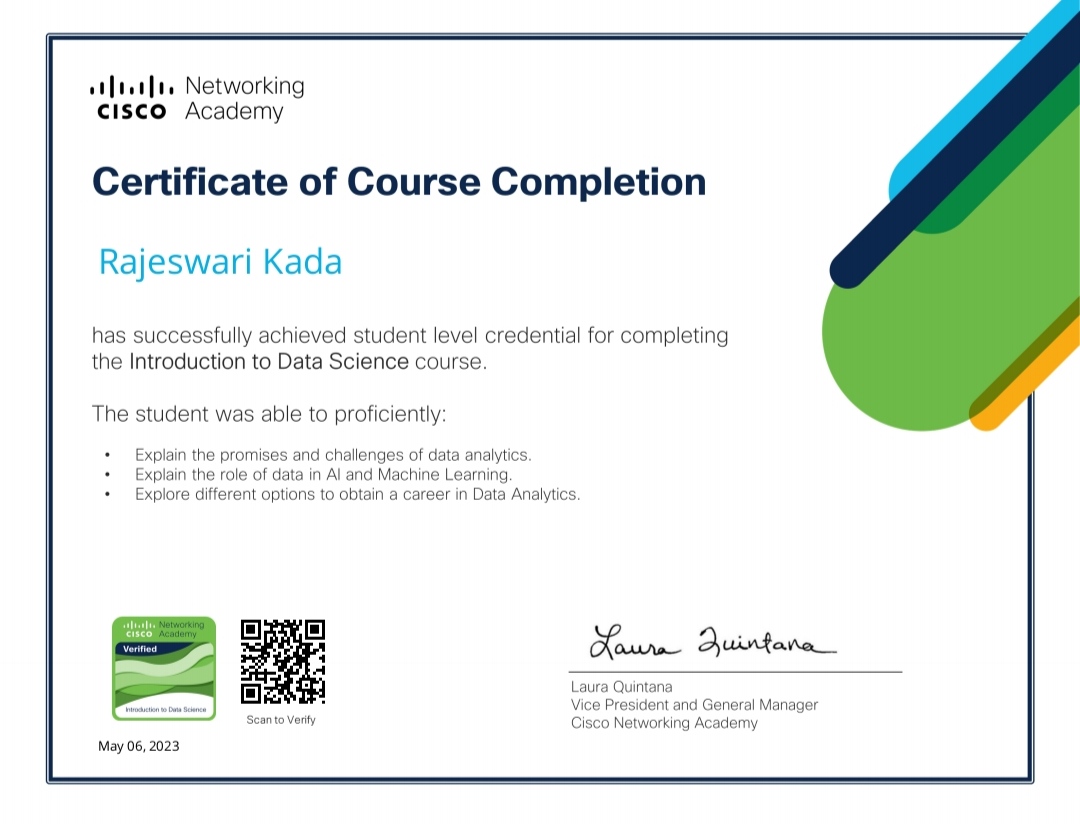 Networking
CISCO Academy
Certificate of Course Completion
Rajeswari Kada
has successfully achieved student level credential for completing
the Introduction to Data Science course.
The student was able to proficiently:
• Explain the promises and challenges of data analytics.
• Explain the role of data in AI and Machine Learning.
• Explore different options to obtain a career in Data Analytics.
Networking
CISCO Academy
Verified
Introduction to Data Science
Scan to Verify
May 06, 2023
Laura Quintana
Laura Quintana
Vice President and General Manager
Cisco Networking Academy